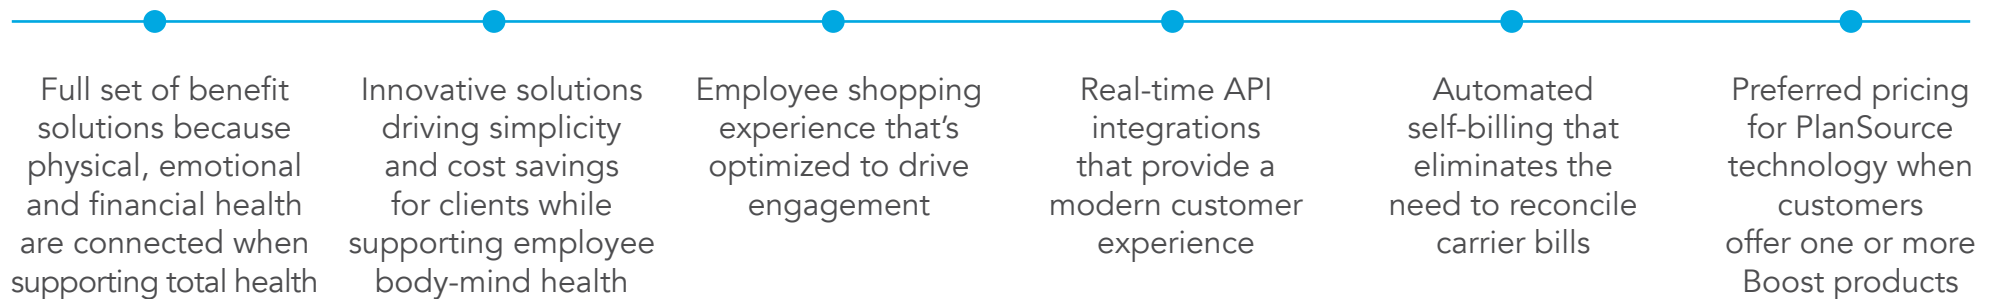 Full set of benefit
solutions because
physical, emotional
and financial health
are connected when
supporting total health
Innovative solutions
driving simplicity
and cost savings
for clients while
supporting employee
body-mind health
Employee shopping
experience that’s
optimized to drive
engagement
Real-time API
integrations
that provide a
modern customer
experience
Automated
self-billing that
eliminates the
need to reconcile
carrier bills
Preferred pricing
for PlanSource
technology when
customers
offer one or more
Boost products